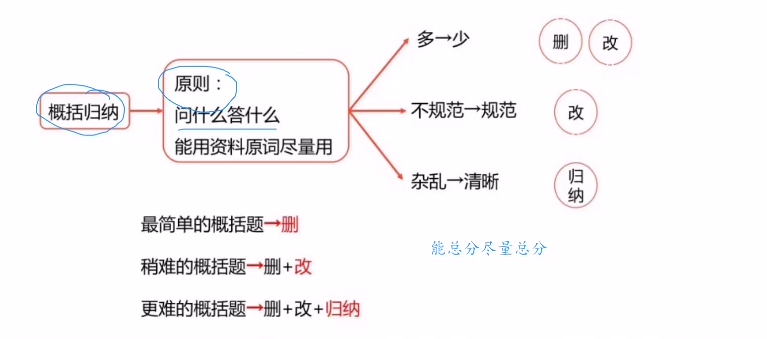 多→少
删 改
原则：
概括归纳
问什么答什么
不规范→规范
改
能用资料原词尽量用
杂乱→清晰
归
纳
最简单的概括题→删
能总分尽量总分
稍难的概括题→删+改
更难的概括题→删+改+归纳